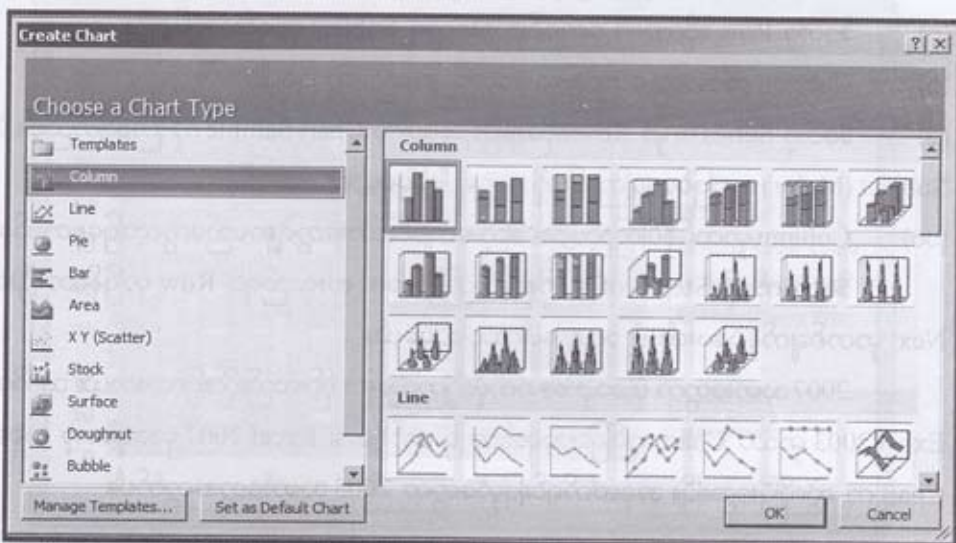 Create Chart
Choose a Chart Type
Templates
Column
Line
Pie
Bar
Area
X Y (Scatter)
Stock
Surface
Doughnut
Bubble
Manage Templates...
Set as Default Chart
Column
Line
OK
Cancel